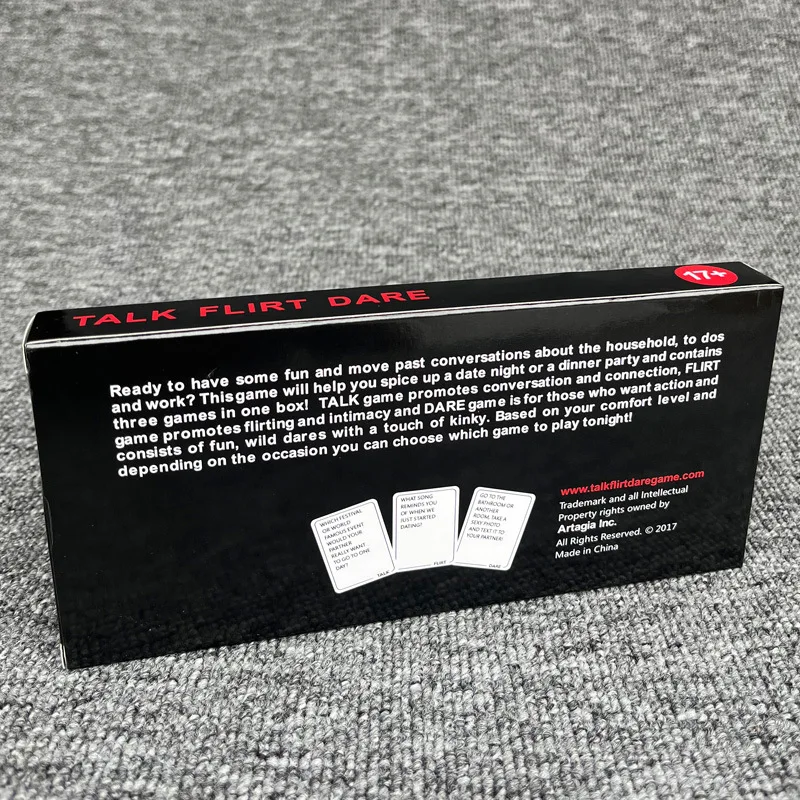 TALK FLIRT DARE
17+
Ready to have some fun and move past conversations about the household, to dos
and work? This game will help you spice up a date night or a dinner party and contains
three games in one box! TALK game promotes conversation and connection, FLIRT
game promotes flirting and intimacy and DARE game is for those who want action and
consists of fun, wild dares with a touch of kinky. Based on your comfort level and
depending on the occasion you can choose which game to play tonight!
WHICH FESTIVAL
OR WORLD
FAMOUS EVENT
WOULD YOUR
PARTNER
REALLY WANT
TO GO TO ONE
DAY?
TALK
WHAT SONG
REMINDS YOU
OF WHEN WE
JUST STARTED
DATING?
FLIRT
GO TO THE
BATHROOM OR
ANOTHER
ROOM, TAKE A
SEXY PHOTO
AND TEXT IT TO
YOUR PARTNER!
DARE
www.talkflirtdaregame.com
Trademark and all Intellectual
Property rights owned by
Artagia Inc.
All Rights Reserved. © 2017
Made in China